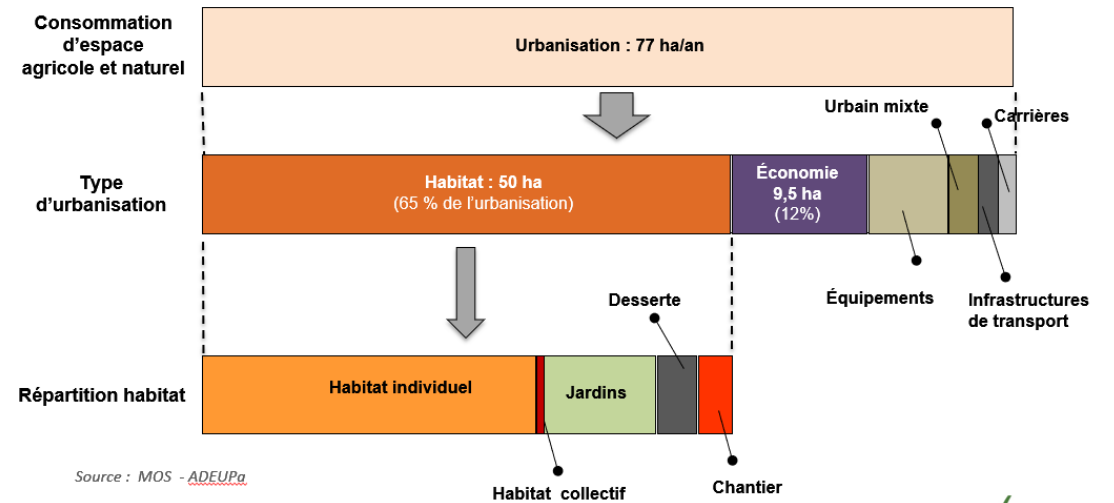 Consommation
d'espace
agricole et naturel
Urbanisation : 77 ha/an
Urbain mixte
Carrières
Type
d'urbanisation
Habitat : 50 ha
(65 % de l'urbanisation)
Économie
9,5 ha
(12%)
Équipements
Infrastructures
de transport
Desserte
Répartition habitat
Habitat individuel
Jardins
Habitat collectif
Chantier
Source : MOS - ADEUPa